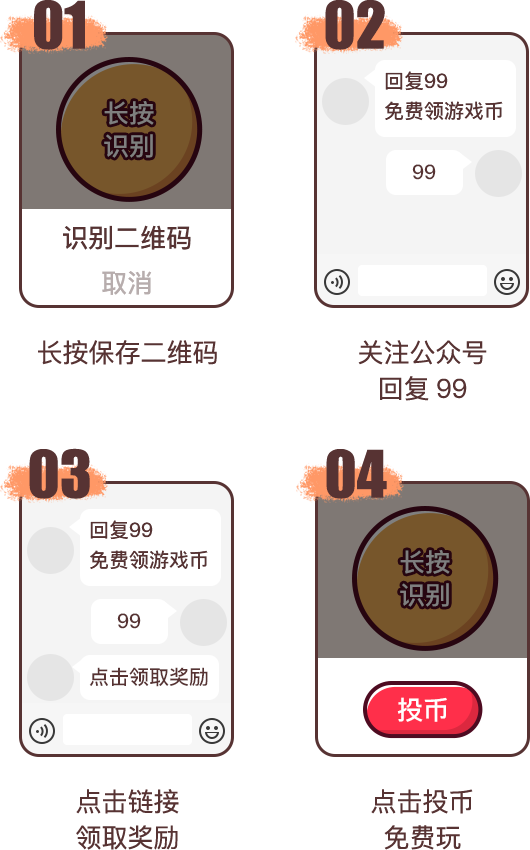 01
长按
识别
识别二维码
取消
长按保存二维码
02
回复99
免费领游戏币
99
关注公众号
回复 99
03
回复99
免费领游戏币
99
点击领取奖励
点击链接
领取奖励
04
长按
识别
投币
点击投币
免费玩